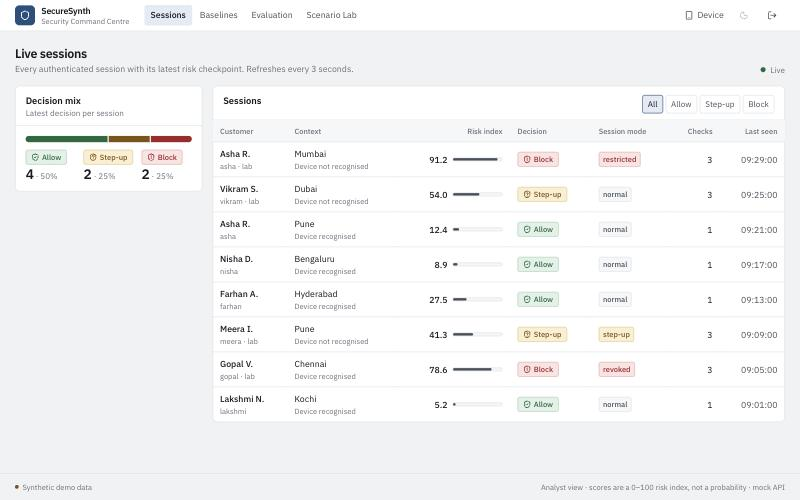 SecureSynth
Security Command Centre
Sessions Baselines Evaluation Scenario Lab
Device
Live sessions
Every authenticated session with its latest risk checkpoint. Refreshes every 3 seconds.
Live
Decision mix
Latest decision per session
Allow Step-up Block
4 · 50% 2 · 25% 2 · 25%
Sessions
All Allow Step-up Block
Customer Context Risk index Decision Session mode Checks Last seen
Asha R. Mumbai 91.2 Block restricted 3 09:29:00
asha · lab Device not recognised
Vikram S. Dubai 54.0 Step-up normal 3 09:25:00
vikram · lab Device not recognised
Asha R. Pune 12.4 Allow normal 1 09:21:00
asha Device recognised
Nisha D. Bengaluru 8.9 Allow normal 1 09:17:00
nisha Device recognised
Farhan A. Hyderabad 27.5 Allow normal 1 09:13:00
farhan Device recognised
Meera I. Pune 41.3 Step-up step-up 3 09:09:00
meera · lab Device not recognised
Gopal V. Chennai 78.6 Block revoked 3 09:05:00
gopal · lab Device recognised
Lakshmi N. Kochi 5.2 Allow normal 1 09:01:00
lakshmi Device recognised
Synthetic demo data
Analyst view · scores are a 0–100 risk index, not a probability · mock API